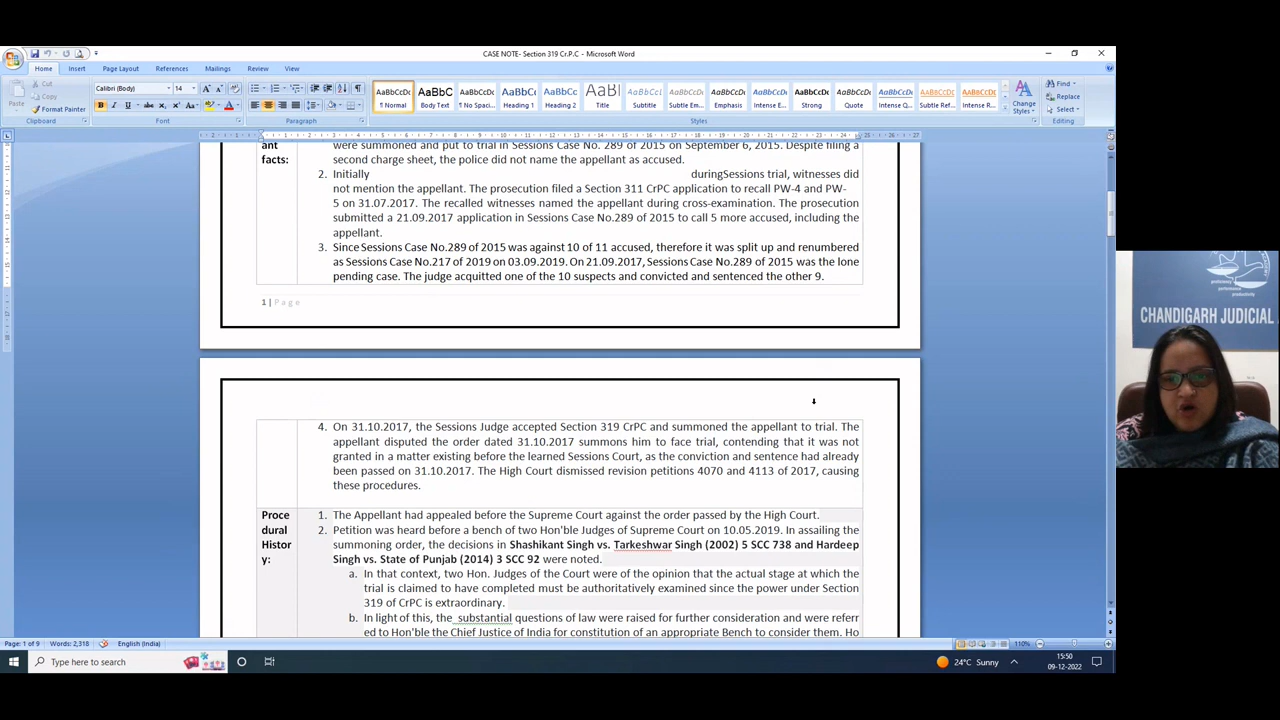 CASE NOTE- Section 319 Cr.P.C - Microsoft Word
Home Insert Page Layout References Mailings Review View
Cut
Copy
Format Painter
Paste
Clipboard
Calibri (Body) 14
Font
Paragraph
AaBbCcDc AaBbC AaBbCcDc AaBbCc AaBbCc AaBl AaBbCcDc AaBbCcDc AaBbCcDc AaBbCcDc AaBbCcDc AaBbCcDc AaBbCcDc AaBbCcDc AaBbCcDc
¶ Normal Body Text ¶ No Spaci... Heading 1 Heading 2 Title Subtitle Subtle Em... Emphasis Intense E... Strong Quote Intense Q... Subtle Ref... Intense R...
Styles
Change Styles
Find
Replace
Select
Editing
ant facts:
were summoned and put to trial in Sessions Case No. 289 of 2015 on September 6, 2015. Despite filing a
second charge sheet, the police did not name the appellant as accused.
2. Initially duringSessions trial, witnesses did
not mention the appellant. The prosecution filed a Section 311 CrPC application to recall PW-4 and PW-
5 on 31.07.2017. The recalled witnesses named the appellant during cross-examination. The prosecution
submitted a 21.09.2017 application in Sessions Case No.289 of 2015 to call 5 more accused, including the
appellant.
3. Since Sessions Case No.289 of 2015 was against 10 of 11 accused, therefore it was split up and renumbered
as Sessions Case No.217 of 2019 on 03.09.2019. On 21.09.2017, Sessions Case No.289 of 2015 was the lone
pending case. The judge acquitted one of the 10 suspects and convicted and sentenced the other 9.
1 | Page
4. On 31.10.2017, the Sessions Judge accepted Section 319 CrPC and summoned the appellant to trial. The
appellant disputed the order dated 31.10.2017 summons him to face trial, contending that it was not
granted in a matter existing before the learned Sessions Court, as the conviction and sentence had already
been passed on 31.10.2017. The High Court dismissed revision petitions 4070 and 4113 of 2017, causing
these procedures.
Proce
dural
Histor
y:
1. The Appellant had appealed before the Supreme Court against the order passed by the High Court.
2. Petition was heard before a bench of two Hon'ble Judges of Supreme Court on 10.05.2019. In assailing the
summoning order, the decisions in Shashikant Singh vs. Tarkeshwar Singh (2002) 5 SCC 738 and Hardeep
Singh vs. State of Punjab (2014) 3 SCC 92 were noted.
a. In that context, two Hon. Judges of the Court were of the opinion that the actual stage at which the
trial is claimed to have completed must be authoritatively examined since the power under Section
319 of CrPC is extraordinary.
b. In light of this, the substantial questions of law were raised for further consideration and were referr
ed to Hon'ble the Chief Justice of India for constitution of an appropriate Bench to consider them. Ho
Page: 1 of 9 Words: 2,318 English (India) 110%
Type here to search
24°C Sunny
15:50
09-12-2022
performance
productivity
CHANDIGARH JUDICIAL